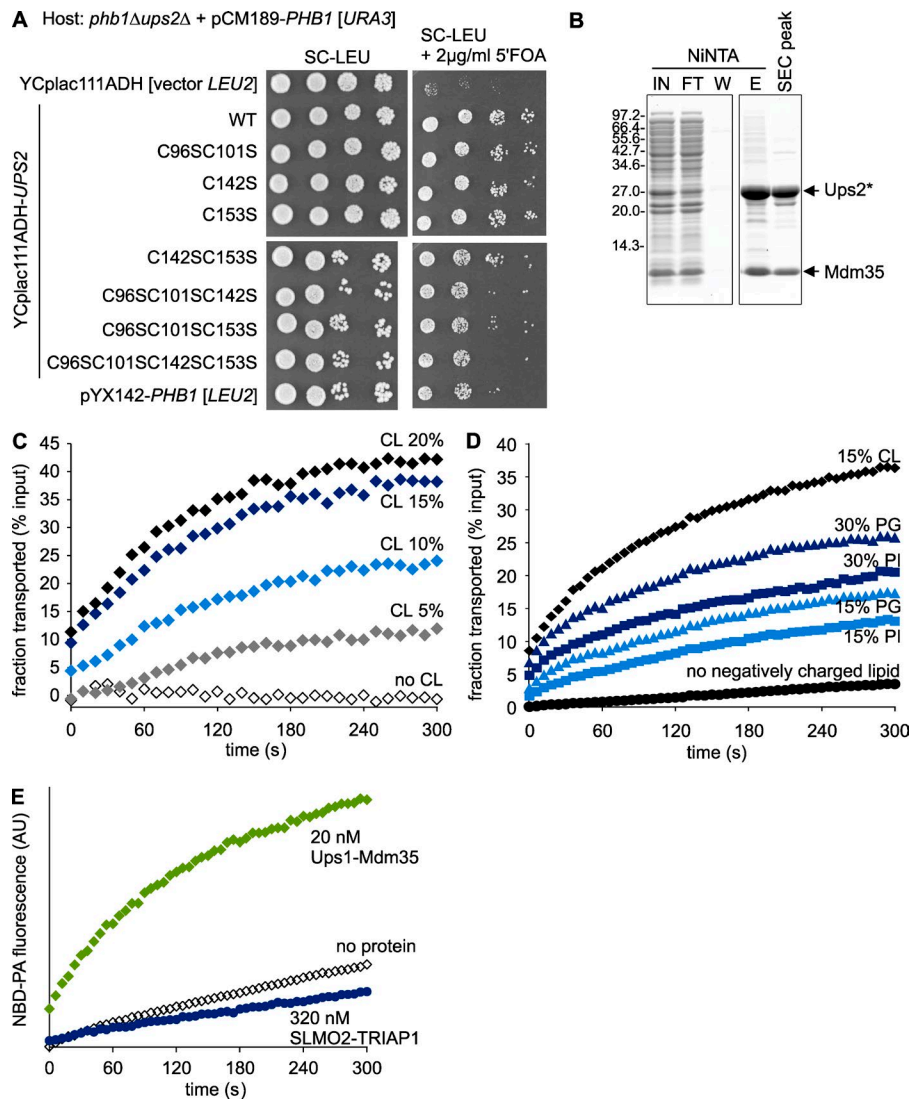 A Host: phb1Δups2Δ + pCM189-PHB1 [URA3]
SC-LEU
SC-LEU
+ 2µg/ml 5'FOA
YCplac111ADH [vector LEU2]
YCplac111ADH-UPS2
WT
C96SC101S
C142S
C153S
C142SC153S
C96SC101SC142S
C96SC101SC153S
C96SC101SC142SC153S
pYX142-PHB1 [LEU2]
B
NiNTA
IN FT W E SEC peak
97.2-
66.4-
55.6-
42.7-
34.6-
27.0-
20.0-
14.3-
Ups2*
Mdm35
C
fraction transported (% input)
45
40
35
30
25
20
15
10
5
0
CL 20%
CL 15%
CL 10%
CL 5%
no CL
0 60 120 180 240 300
time (s)
D
fraction transported (% input)
40
35
30
25
20
15
10
5
0
15% CL
30% PG
30% PI
15% PG
15% PI
no negatively charged lipid
0 60 120 180 240 300
time (s)
E
NBD-PA fluorescence (AU)
20 nM
Ups1-Mdm35
no protein
320 nM
SLMO2-TRIAP1
0 60 120 180 240 300
time (s)